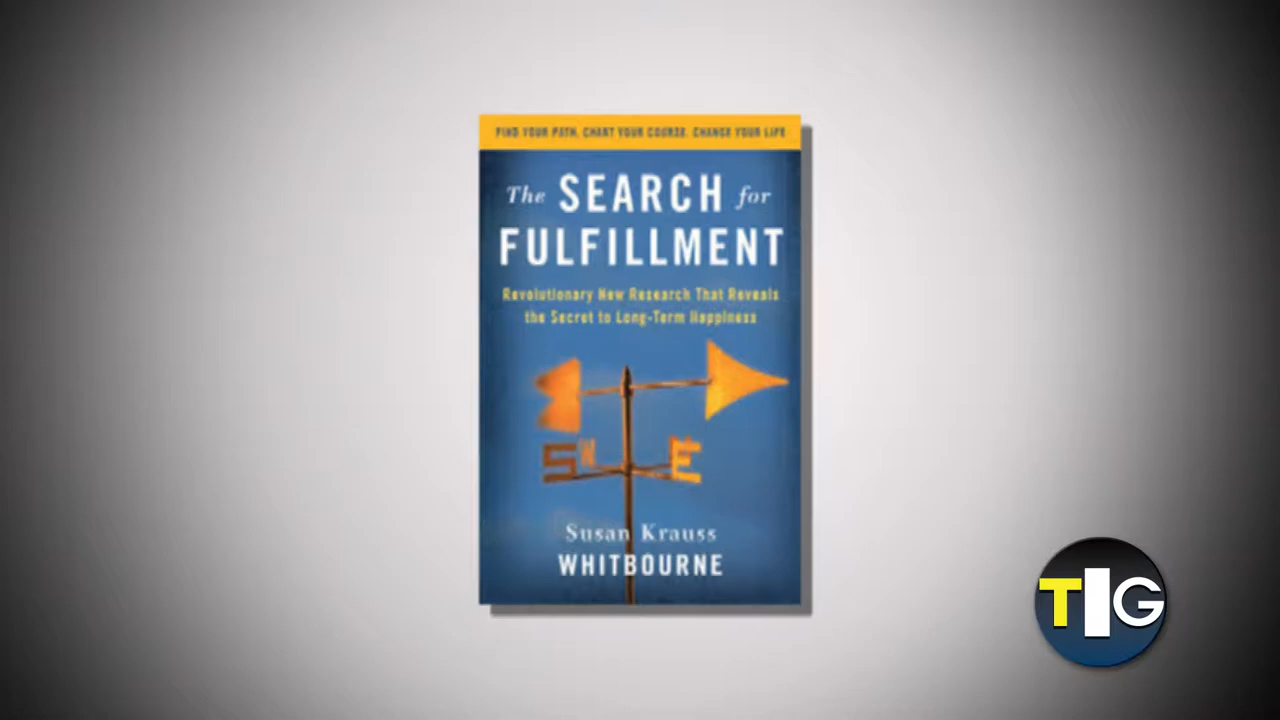 FIND YOUR PATH. CHART YOUR COURSE. CHANGE YOUR LIFE
The SEARCH for
FULFILLMENT
Revolutionary New Research That Reveals
the Secret to Long-Term Happiness
S N E
Susan Krauss
WHITBOURNE
TIG